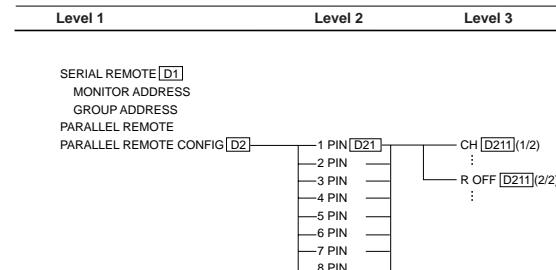 Level 1 Level 2 Level 3
SERIAL REMOTE D1
MONITOR ADDRESS
GROUP ADDRESS
PARALLEL REMOTE
PARALLEL REMOTE CONFIG D2 1 PIN D21 CH D211 (1/2)
2 PIN
3 PIN R OFF D211 (2/2)
4 PIN
5 PIN
6 PIN
7 PIN
8 PIN